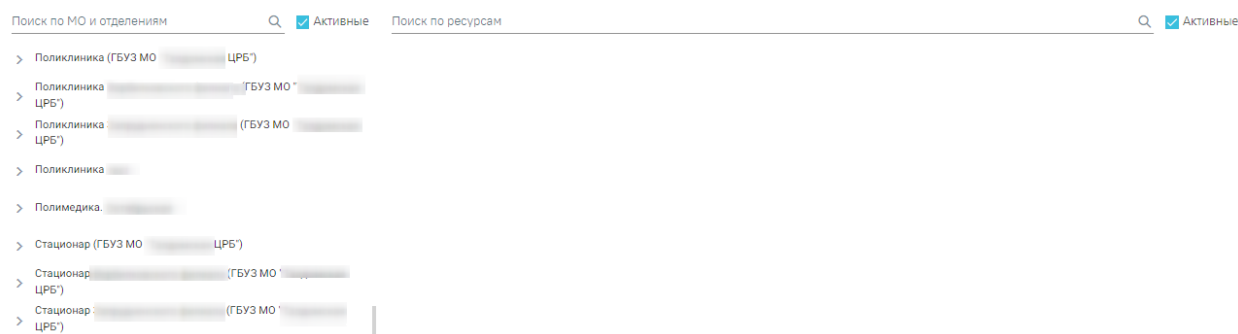 Поиск по МО и отделениям
Активные
Поиск по ресурсам
Активные
Поликлиника (ГБУЗ МО ЦРБ")
Поликлиника (ГБУЗ МО "
ЦРБ")
Поликлиника (ГБУЗ МО
ЦРБ")
Поликлиника
Полимедика.
Стационар (ГБУЗ МО ЦРБ")
Стационар (ГБУЗ МО "
ЦРБ")
Стационар (ГБУЗ МО "
ЦРБ")